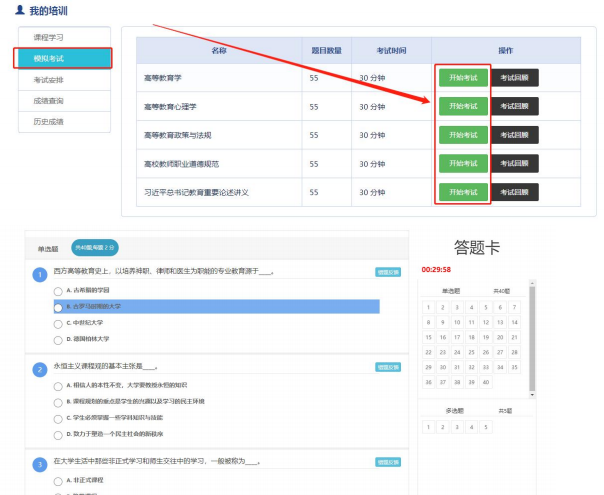 我的培训
课程学习
模拟考试
考试安排
成绩查询
历史成绩
名称 题目数量 考试时间 操作
高等教育学 55 30 分钟 开始考试 考试回顾
高等教育心理学 55 30 分钟 开始考试 考试回顾
高等教育政策与法规 55 30 分钟 开始考试 考试回顾
高校教师职业道德规范 55 30 分钟 开始考试 考试回顾
习近平总书记教育重要论述讲义 55 30 分钟 开始考试 考试回顾
单选题 共40题,每题 2 分
1 西方高等教育史上，以培养神职、律师和医生为职能的专业教育源于____。
A. 古希腊的学园
B. 古罗马时期的大学
C. 中世纪大学
D. 德国柏林大学
2 永恒主义课程观的基本主张是____。
A. 相信人的本性不变，大学要教授永恒的知识
B. 课程规划的重点是学生的兴趣以及学习的民主环境
C. 学生必须掌握一些学科知识与技能
D. 致力于塑造一个民主社会的新秩序
3 在大学生活中那些非正式学习和师生交往中的学习，一般被称为____。
A. 非正式课程
答题卡
00:29:58
单选题 共40题
1 2 3 4 5 6 7
8 9 10 11 12 13 14
15 16 17 18 19 20 21
22 23 24 25 26 27 28
29 30 31 32 33 34 35
36 37 38 39 40
多选题 共5题
1 2 3 4 5